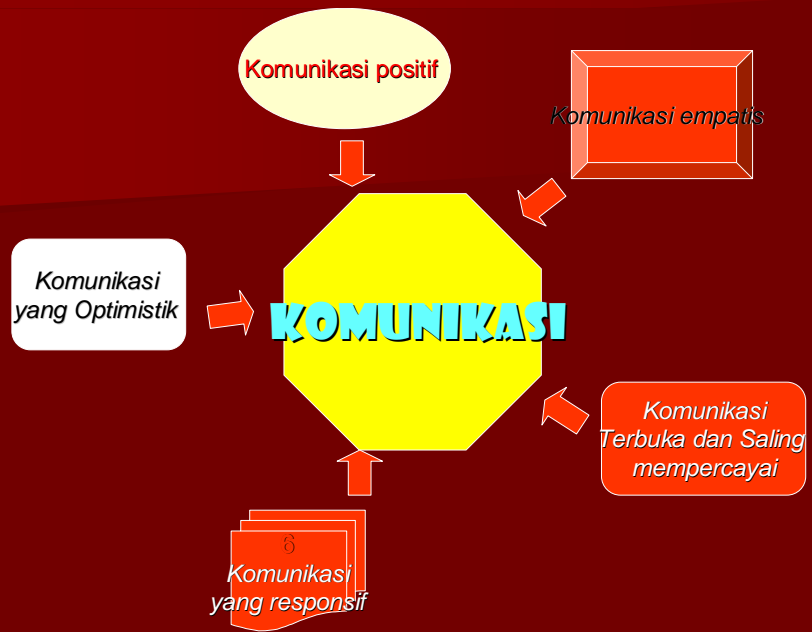 Komunikasi positif
Komunikasi empatis
Komunikasi
yang Optimistik
KOMUNIKASI
Komunikasi
Terbuka dan Saling
mempercayai
6
Komunikasi
yang responsif